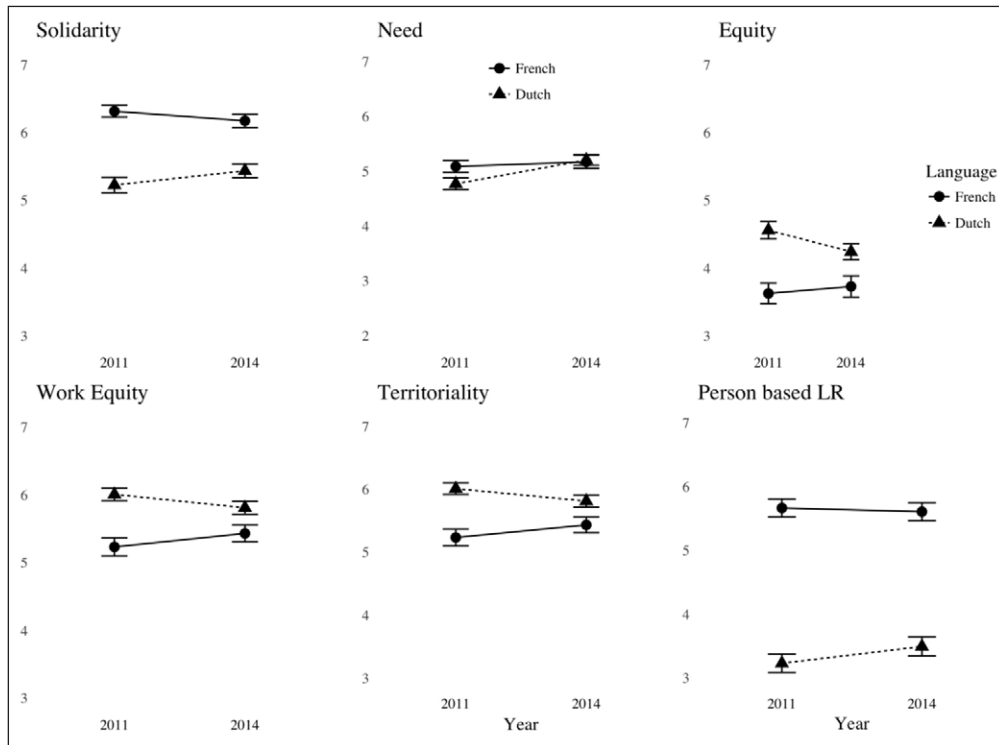 Solidarity
7
6
5
4
3
2011 2014
Need
7
6
5
4
3
2
French
Dutch
2011 2014
Equity
7
6
5
4
3
Language
French
Dutch
2011 2014
Work Equity
7
6
5
4
3
2011 2014
Territoriality
7
6
5
4
3
2011 2014
Year
Person based LR
7
6
5
4
3
2011 2014
Year